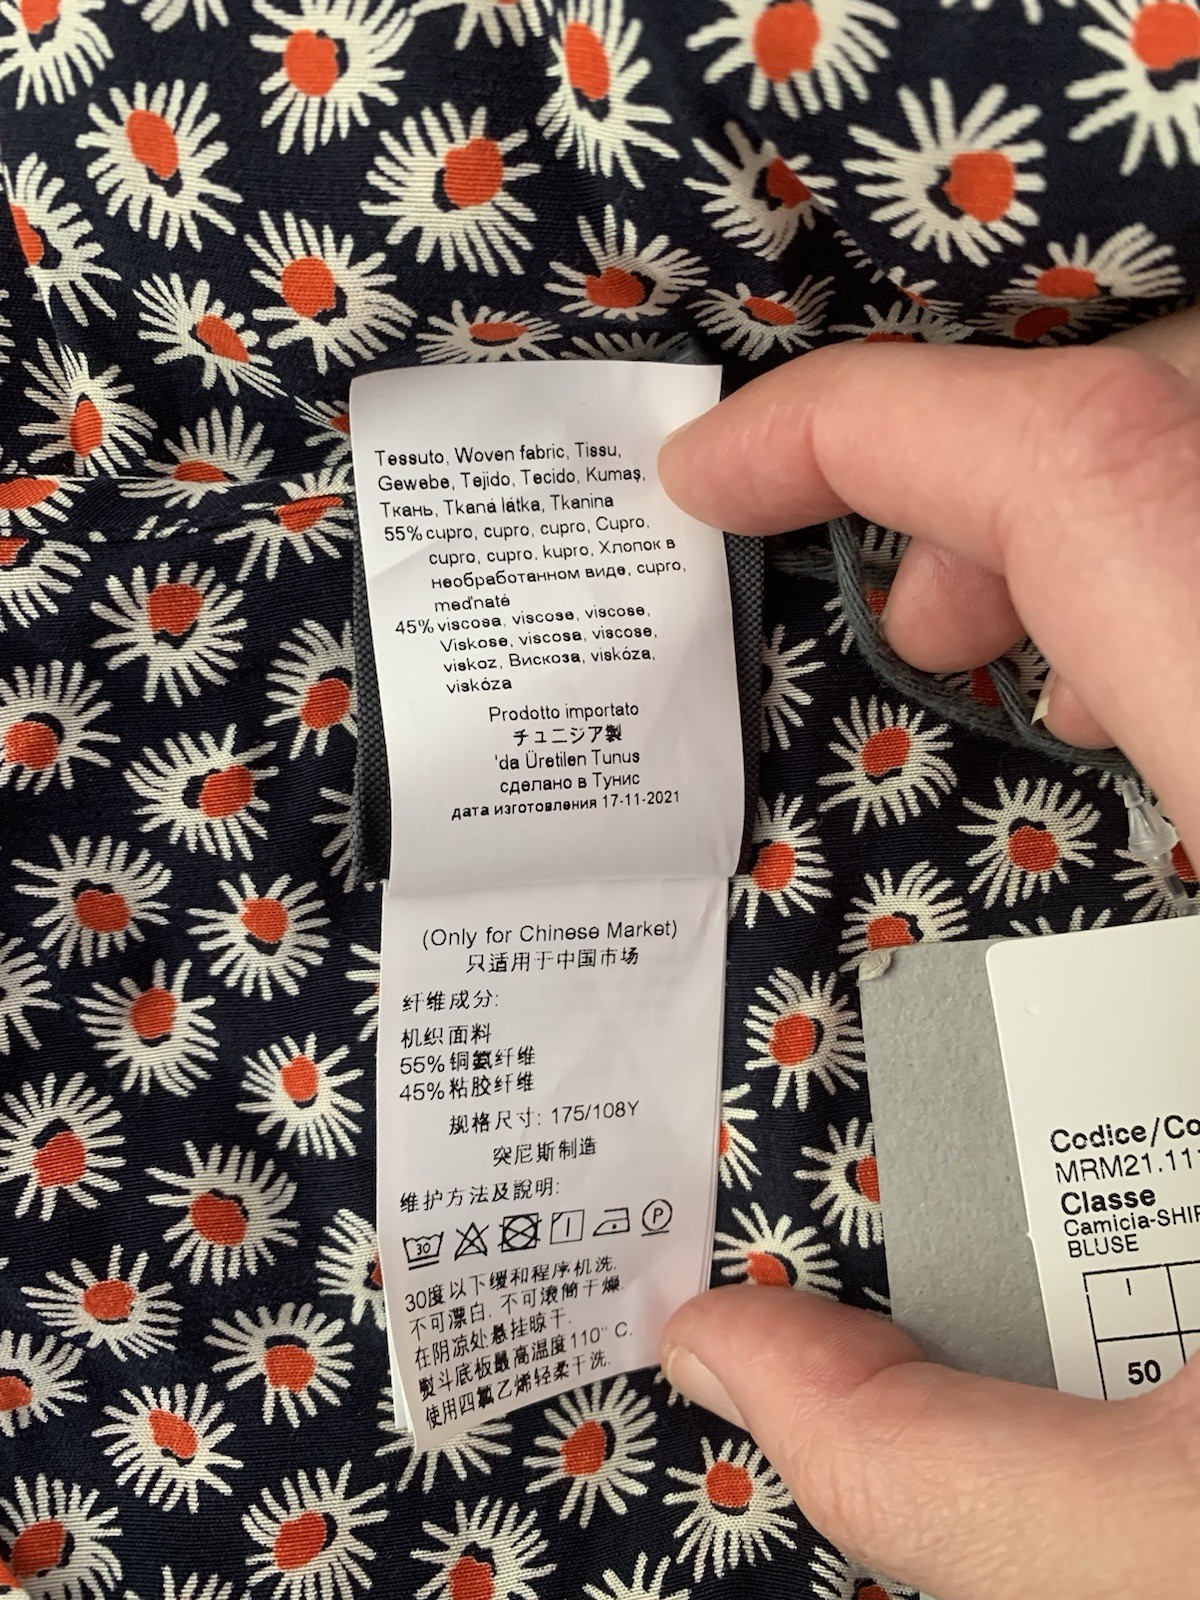 Tessuto, Woven fabric, Tissu,
Gewebe, Tejido, Tecido, Kumaş,
Ткань, Tkaná látka, Tkanina
55% cupro, cupro, cupro, Cupro,
cupro, cupro, kupro, Хлопок в
необработанном виде, cupro,
meďnaté
45% viscosa, viscose, viscose,
Viskose, viscosa, viscose,
viskoz, Вискоза, viskóza,
viskóza
Prodotto importato
チュニジア製
'da Üretilen Tunus
сделано в Тунис
дата изготовления 17-11-2021
(Only for Chinese Market)
只适用于中国市场
纤维成分:
机织面料
55% 铜氨纤维
45% 粘胶纤维
规格尺寸: 175/108Y
突尼斯制造
维护方法及說明:
30
P
30度以下缓和程序机洗.
不可漂白. 不可滚筒干燥.
在阴凉处悬挂晾干.
熨斗底板最高温度110° C.
使用四氯乙烯轻柔干洗.
Codice/Co
MRM21.11
Classe
Camicia-SHIR
BLUSE
I
50